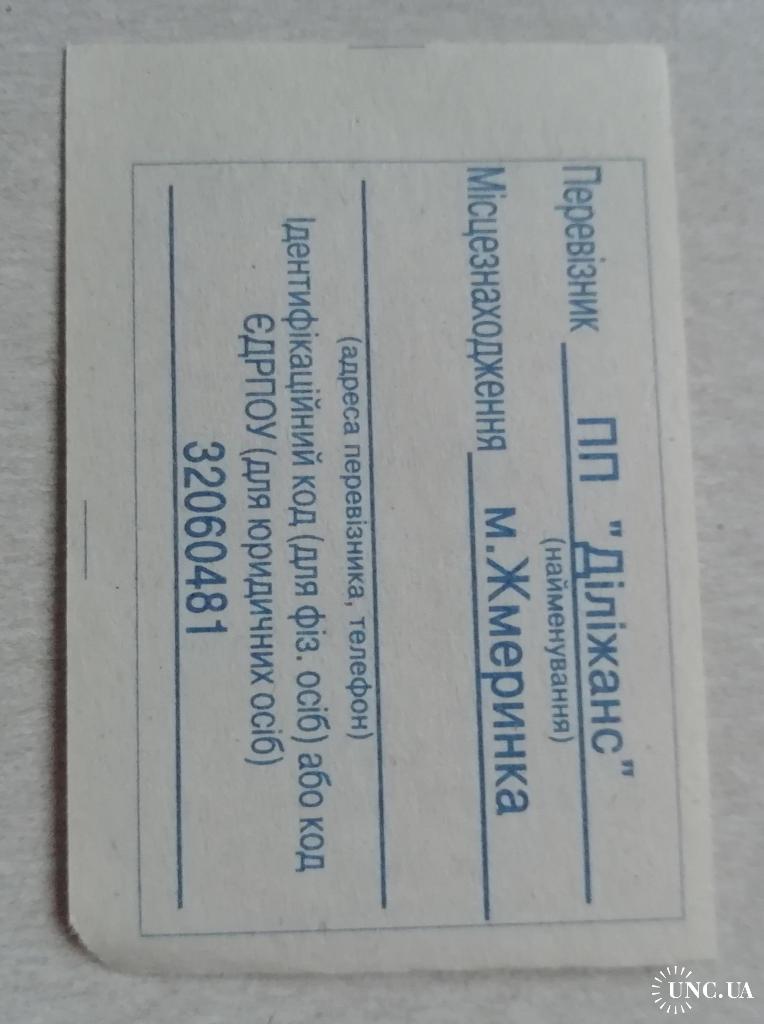 Перевізник ПП "Діліжанс"
(найменування)
Місцезнаходження м.Жмеринка
(адреса перевізника, телефон)
Ідентифікаційний код (для фіз. осіб) або код
ЄДРПОУ (для юридичних осіб)
32060481
UNC.UA